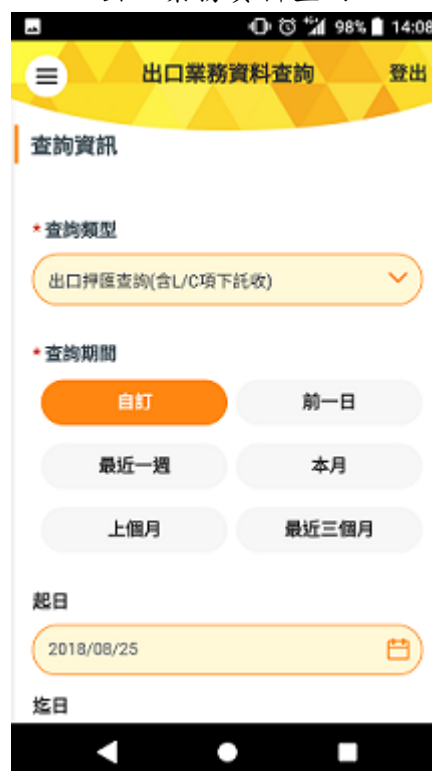 98% 14:08
出口業務資料查詢 登出
查詢資訊
*查詢類型
出口押匯查詢(含L/C項下託收)
*查詢期間
自訂 前一日
最近一週 本月
上個月 最近三個月
起日
2018/08/25
迄日